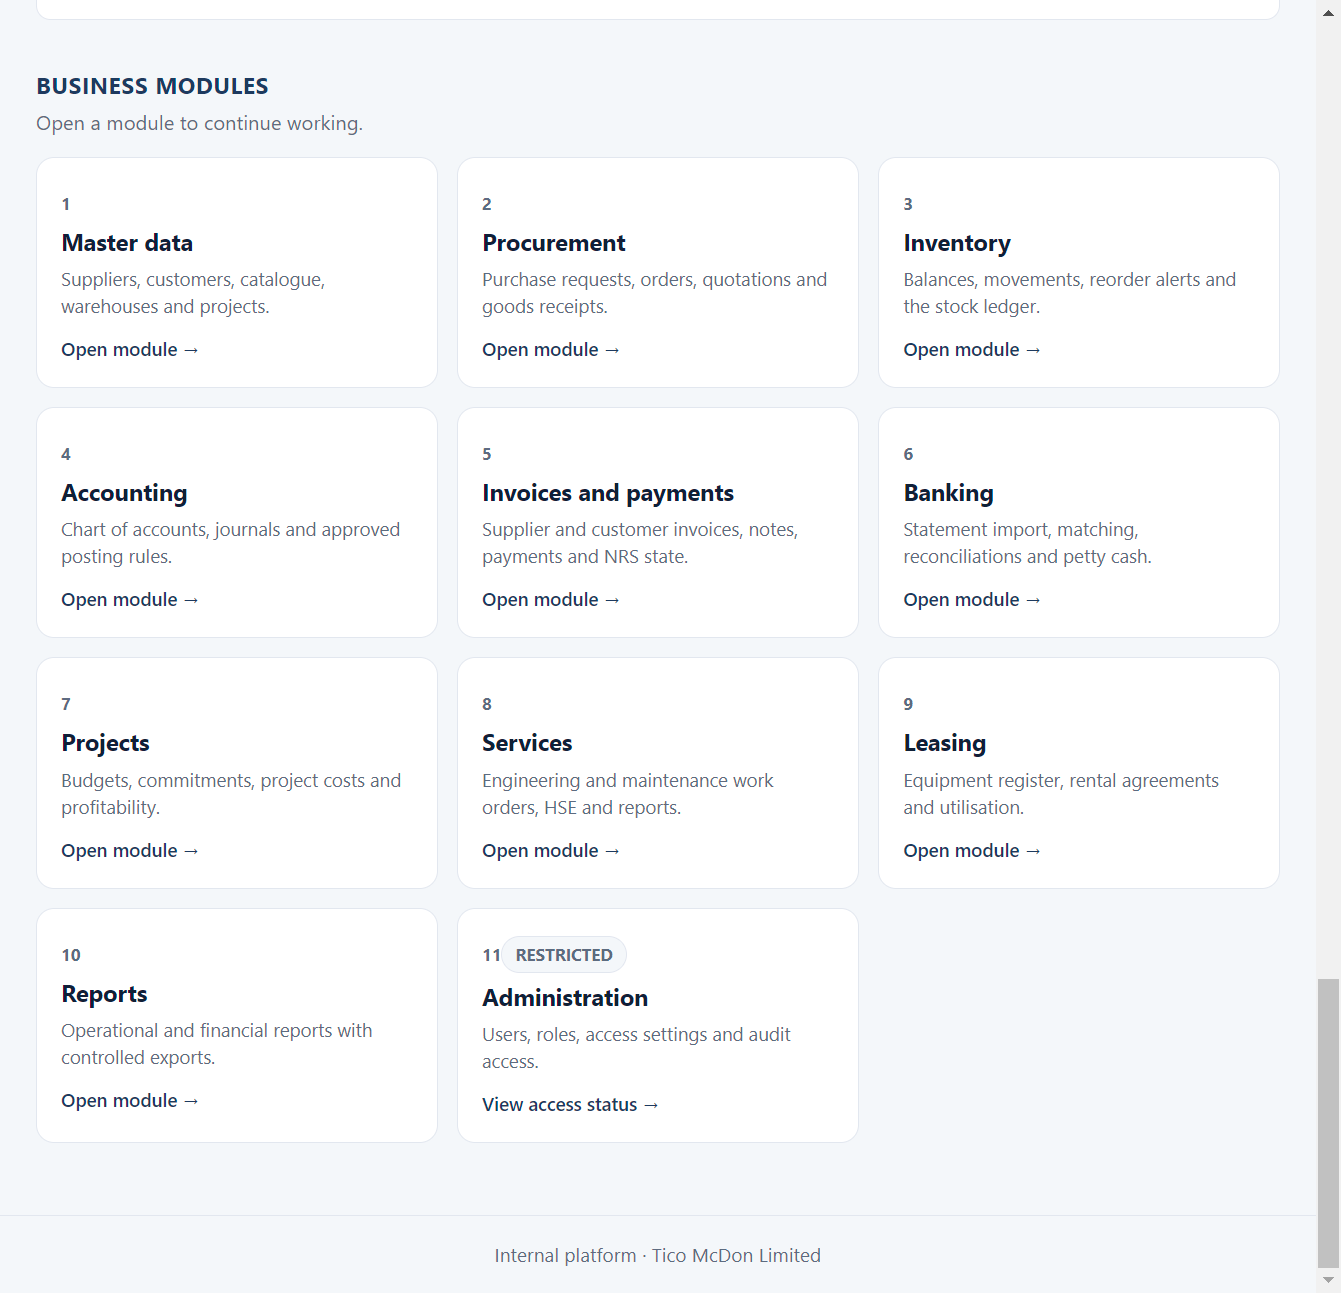 BUSINESS MODULES
Open a module to continue working.
1
Master data
Suppliers, customers, catalogue,
warehouses and projects.
Open module →
2
Procurement
Purchase requests, orders, quotations and
goods receipts.
Open module →
3
Inventory
Balances, movements, reorder alerts and
the stock ledger.
Open module →
4
Accounting
Chart of accounts, journals and approved
posting rules.
Open module →
5
Invoices and payments
Supplier and customer invoices, notes,
payments and NRS state.
Open module →
6
Banking
Statement import, matching,
reconciliations and petty cash.
Open module →
7
Projects
Budgets, commitments, project costs and
profitability.
Open module →
8
Services
Engineering and maintenance work
orders, HSE and reports.
Open module →
9
Leasing
Equipment register, rental agreements
and utilisation.
Open module →
10
Reports
Operational and financial reports with
controlled exports.
Open module →
11 RESTRICTED
Administration
Users, roles, access settings and audit
access.
View access status →
Internal platform · Tico McDon Limited